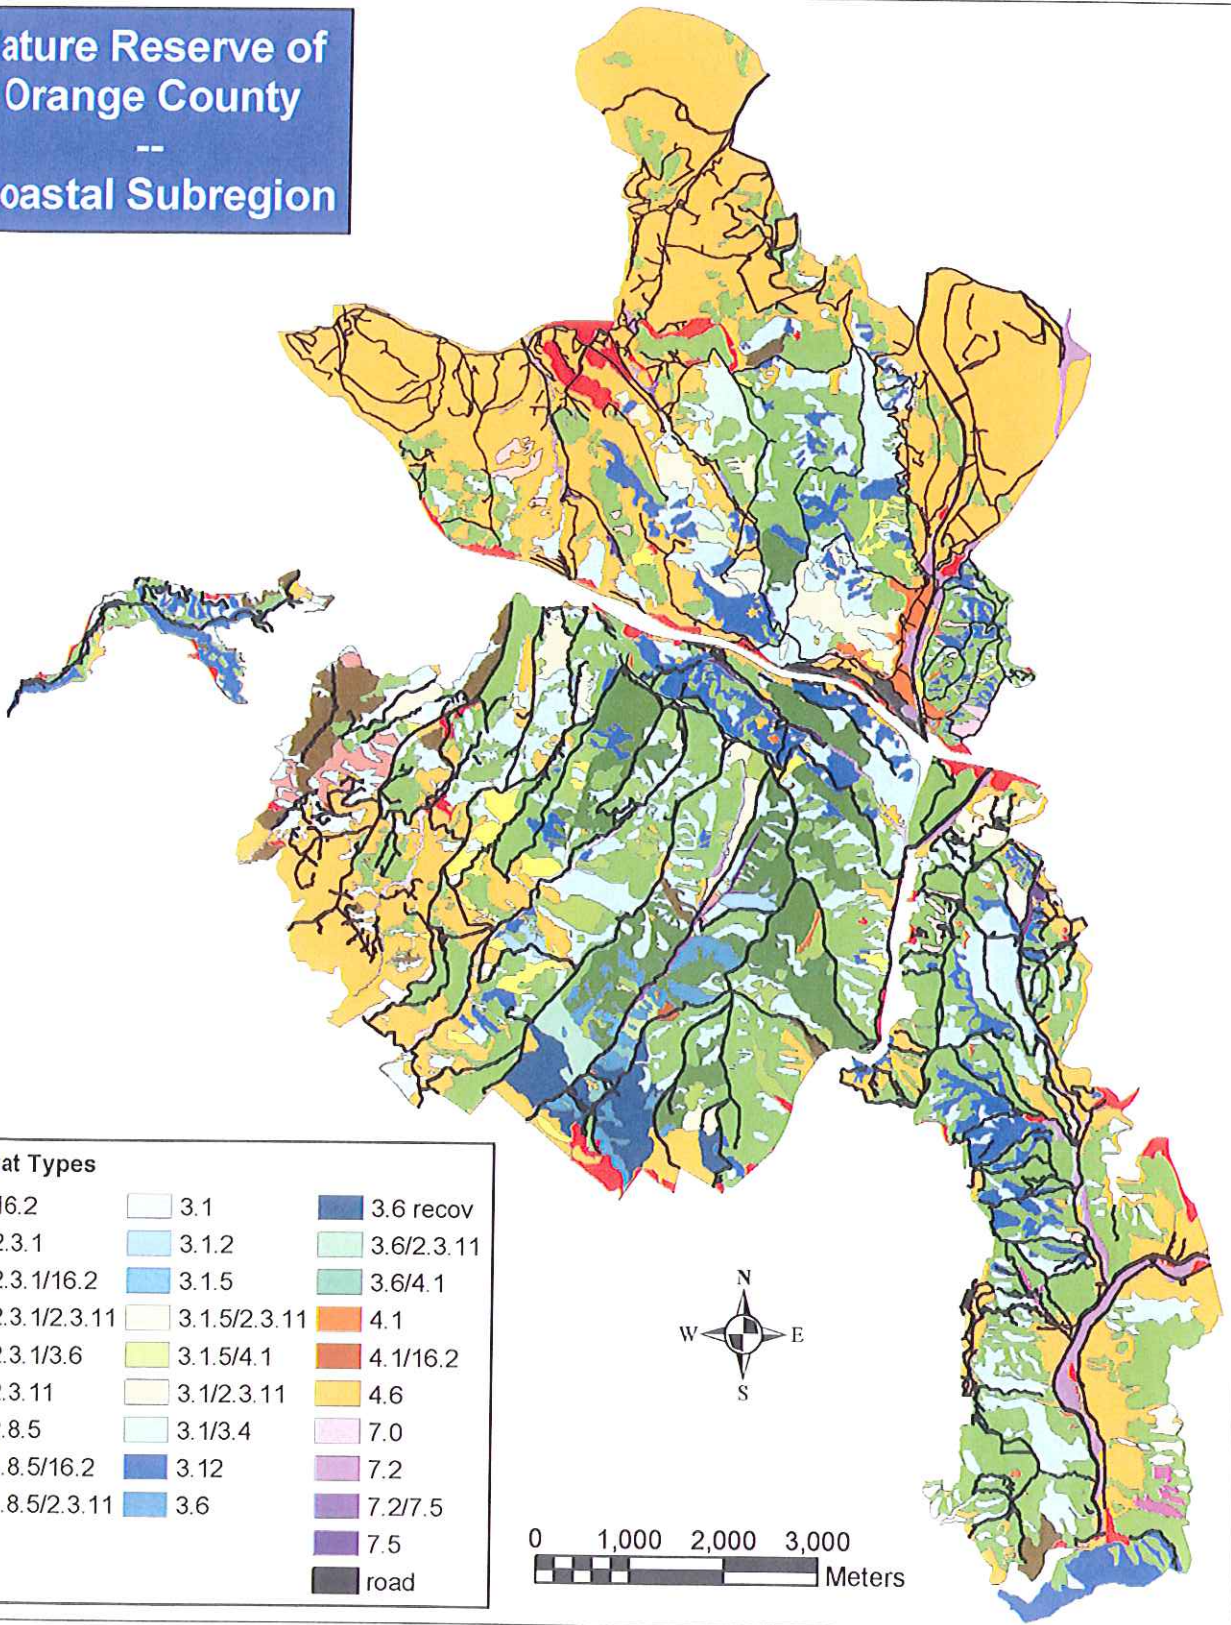 ature Reserve of
Orange County
--
oastal Subregion
at Types
16.2
2.3.1
2.3.1/16.2
2.3.1/2.3.11
2.3.1/3.6
2.3.11
.8.5
.8.5/16.2
.8.5/2.3.11
3.1
3.1.2
3.1.5
3.1.5/2.3.11
3.1.5/4.1
3.1/2.3.11
3.1/3.4
3.12
3.6
3.6 recov
3.6/2.3.11
3.6/4.1
4.1
4.1/16.2
4.6
7.0
7.2
7.2/7.5
7.5
road
N
W E
S
0 1,000 2,000 3,000
Meters